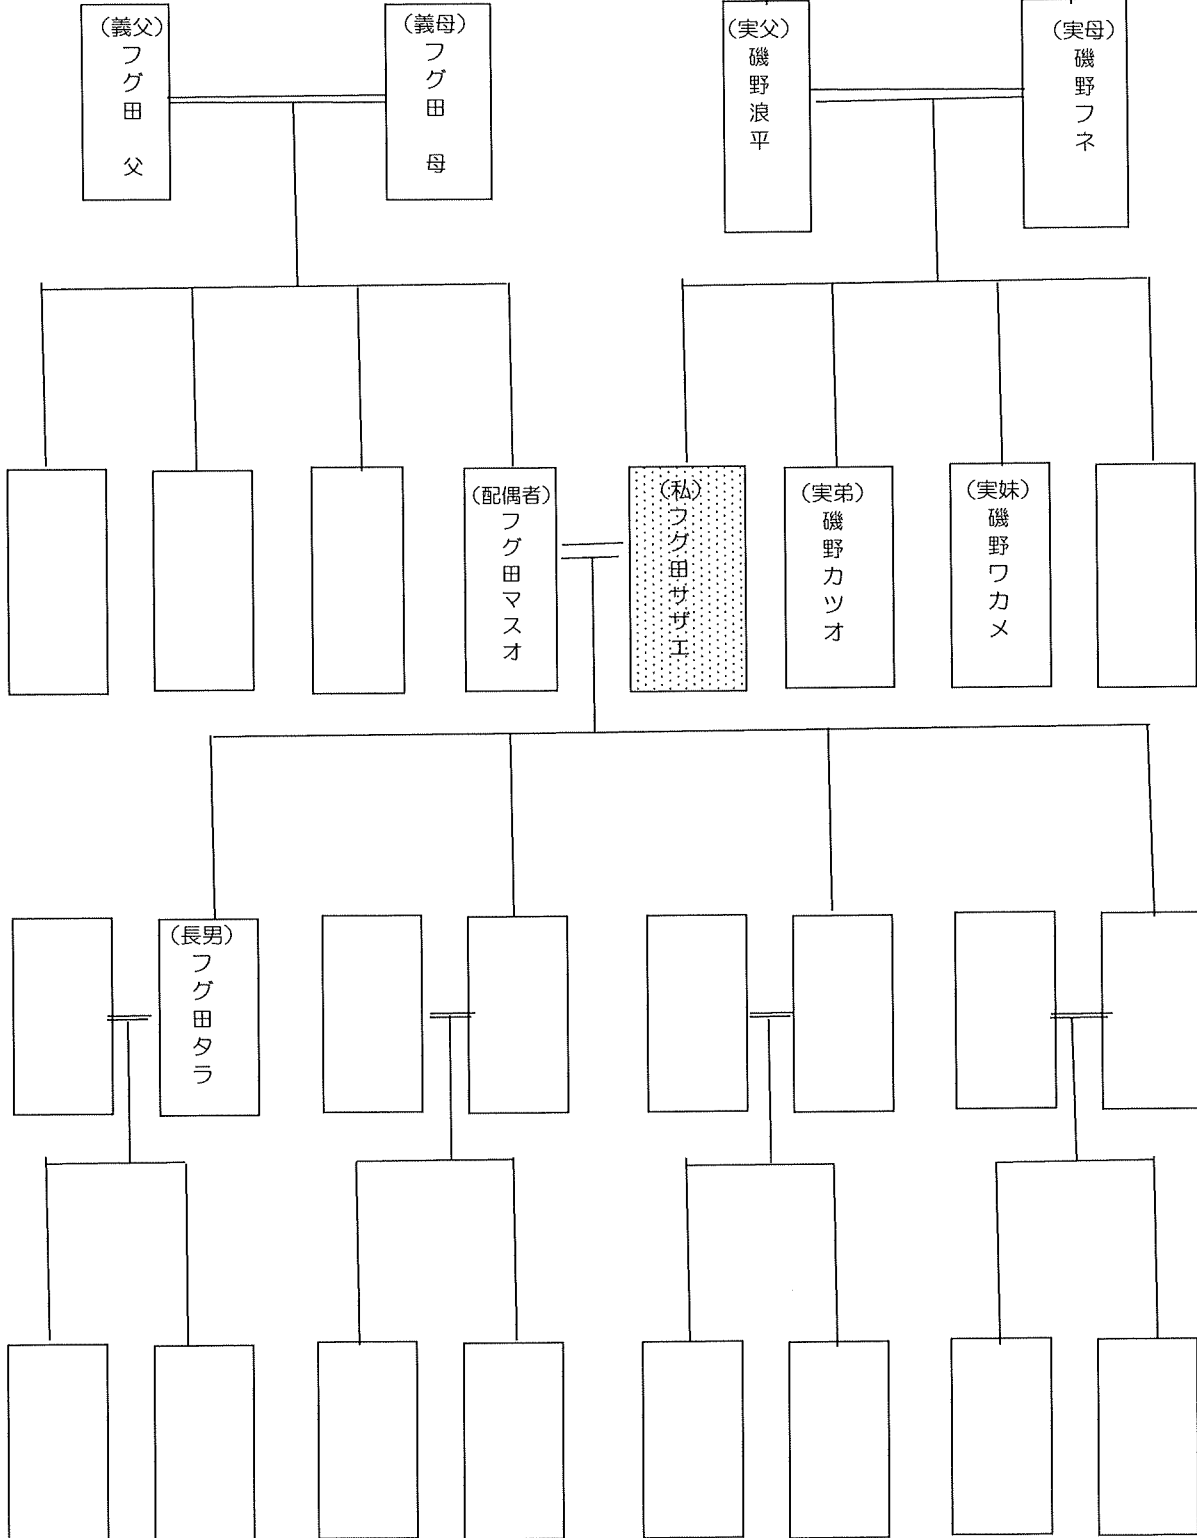 (義父)
フグ田 父
(義母)
フグ田 母
(実父)
磯野浪平
(実母)
磯野フネ
(配偶者)
フグ田マスオ
(私)
フグ田サザエ
(実弟)
磯野カツオ
(実妹)
磯野ワカメ
(長男)
フグ田タラ